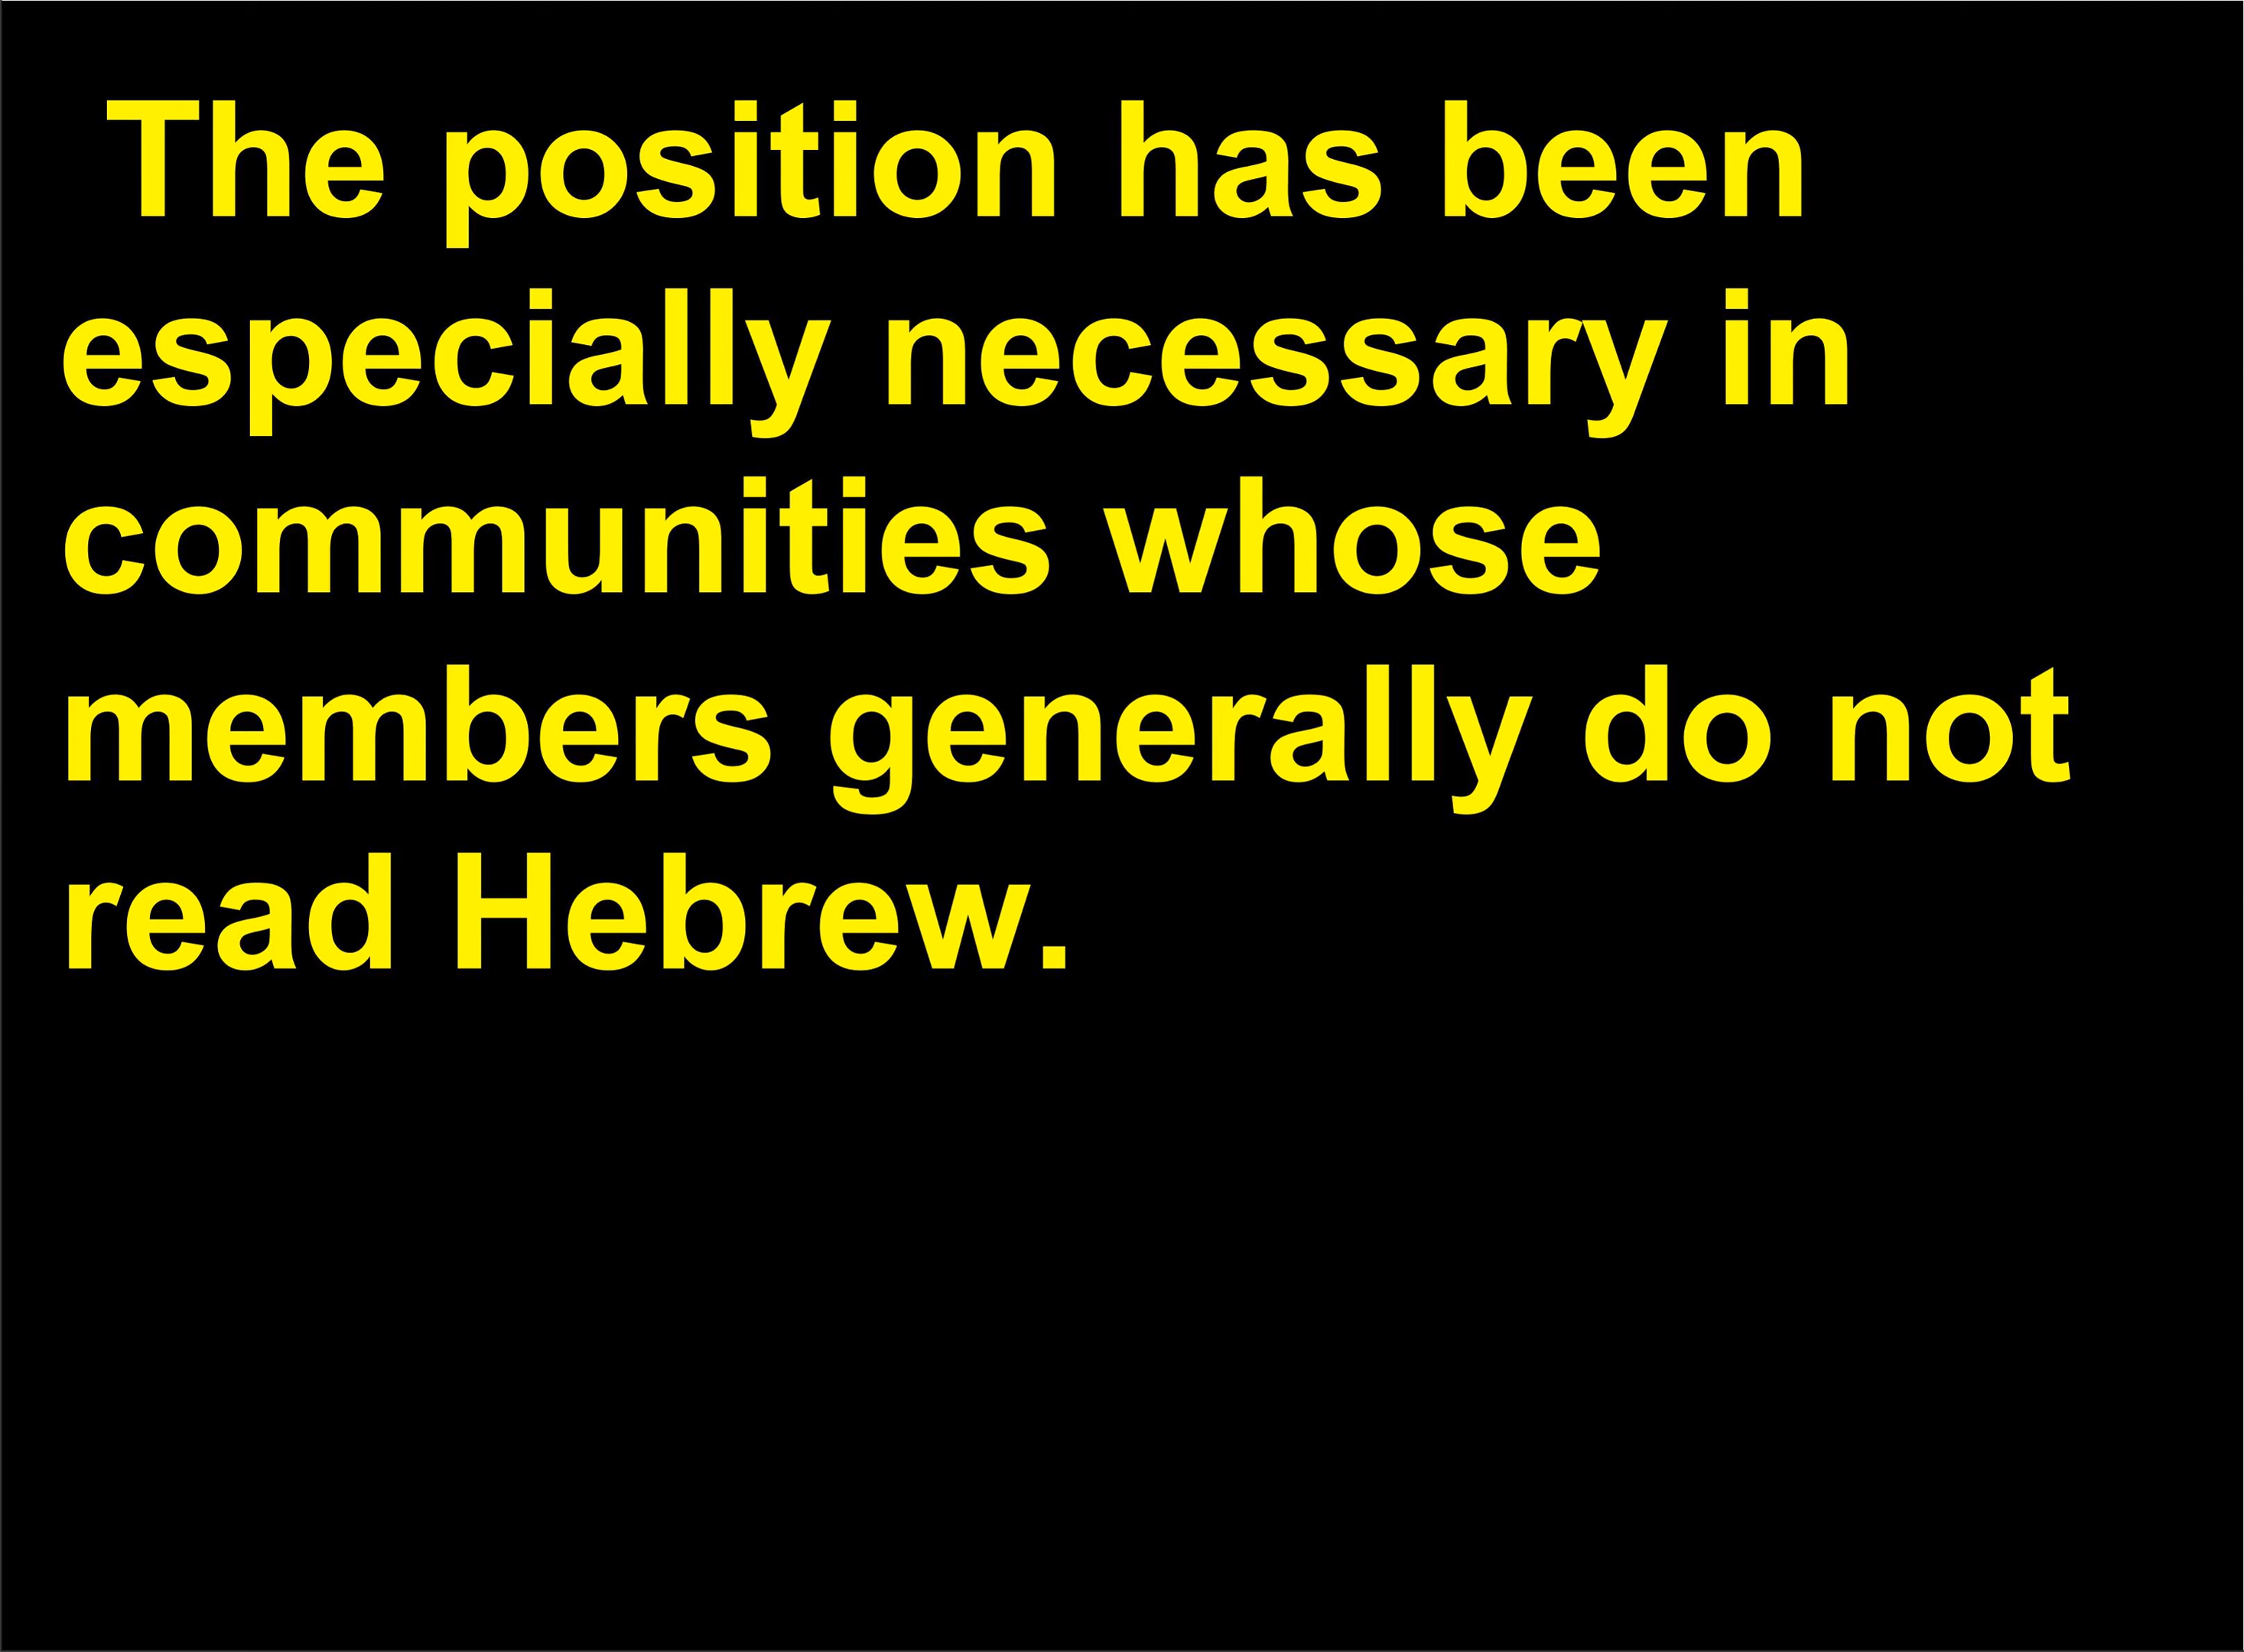 The position has been
especially necessary in
communities whose
members generally do not
read Hebrew.